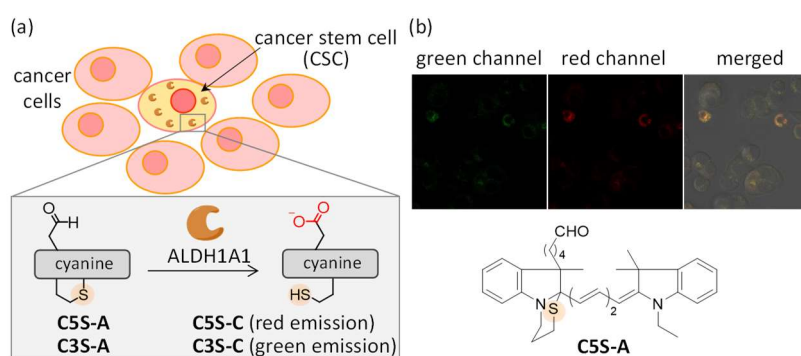 (a)
cancer stem cell
(CSC)
cancer
cells
O
H
S
cyanine
ALDH1A1
−O
O
HS
cyanine
C5S-A
C3S-A
C5S-C (red emission)
C3S-C (green emission)
(b)
green channel
red channel
merged
CHO
4
N
S
2
N
C5S-A